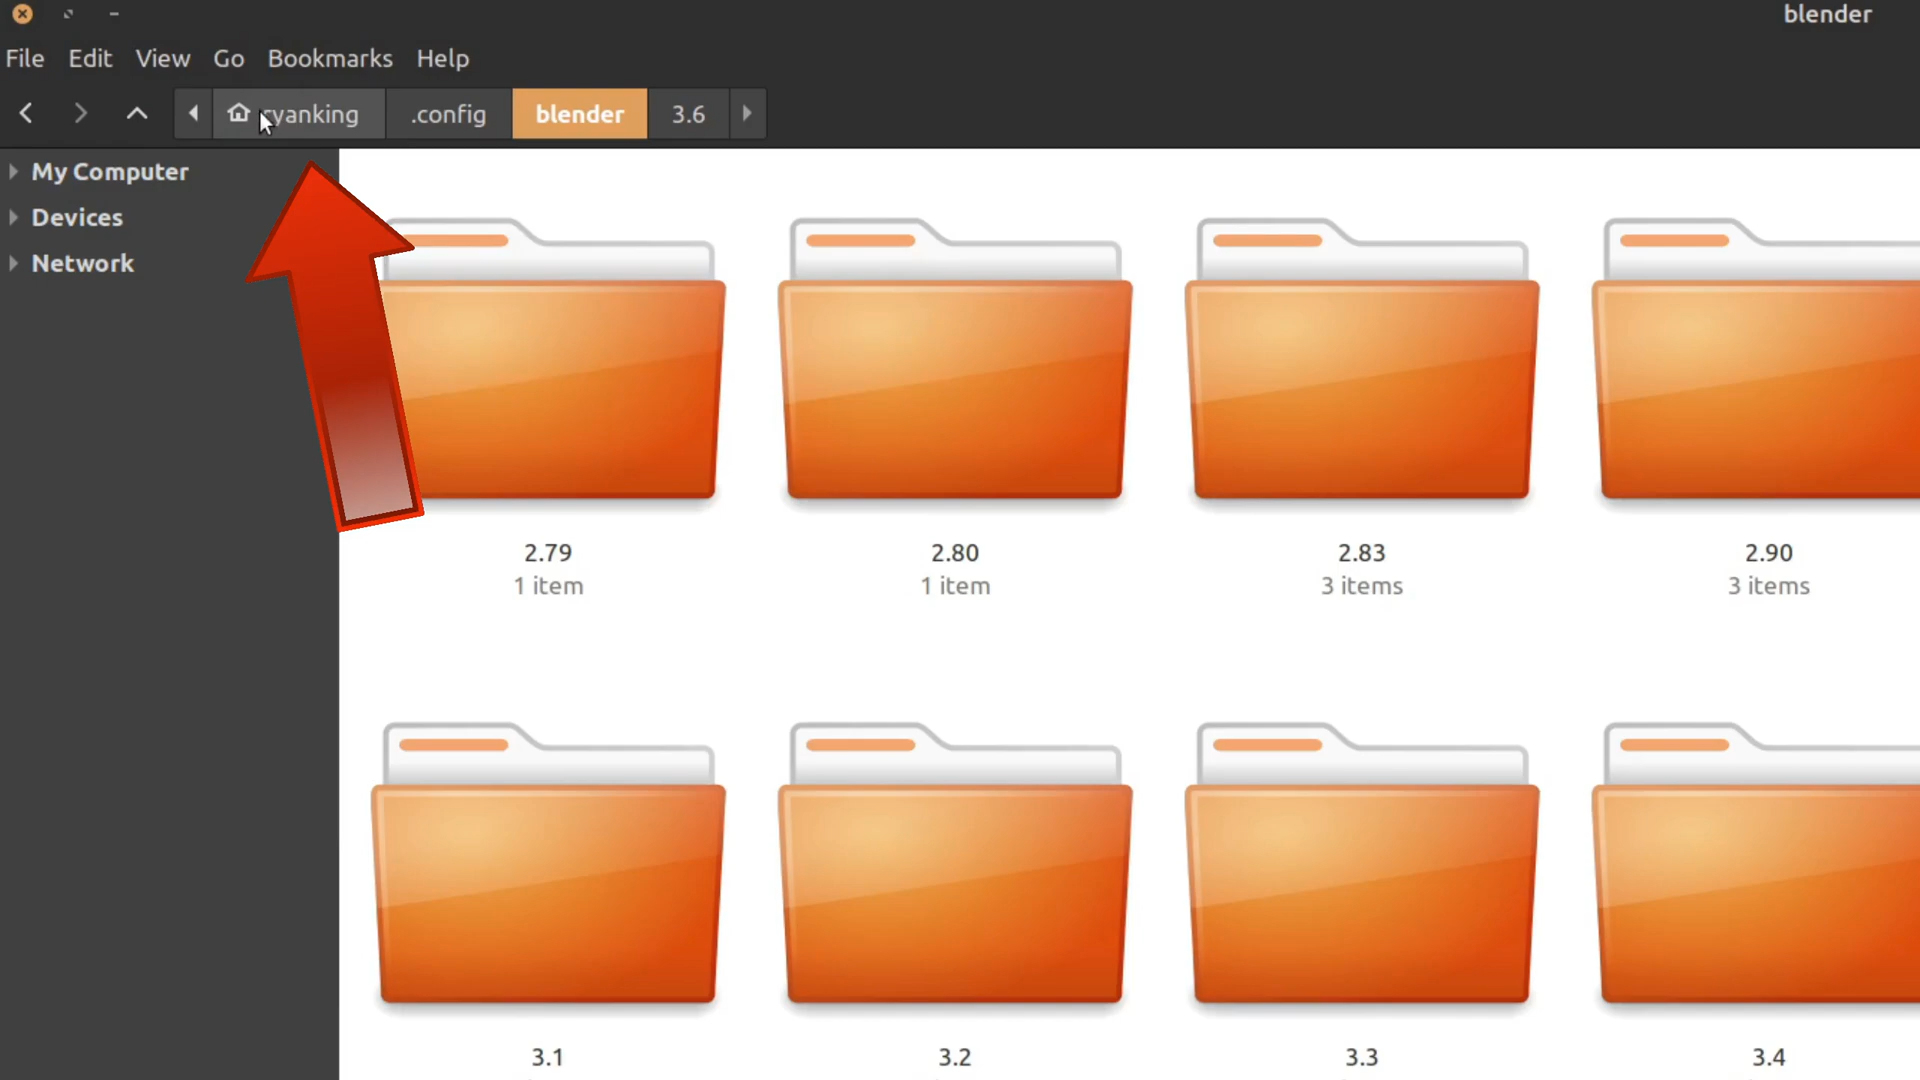 blender
File Edit View Go Bookmarks Help
ryanking .config blender 3.6
My Computer
Devices
Network
2.79 2.80 2.83 2.90
1 item 1 item 3 items 3 items
3.1 3.2 3.3 3.4